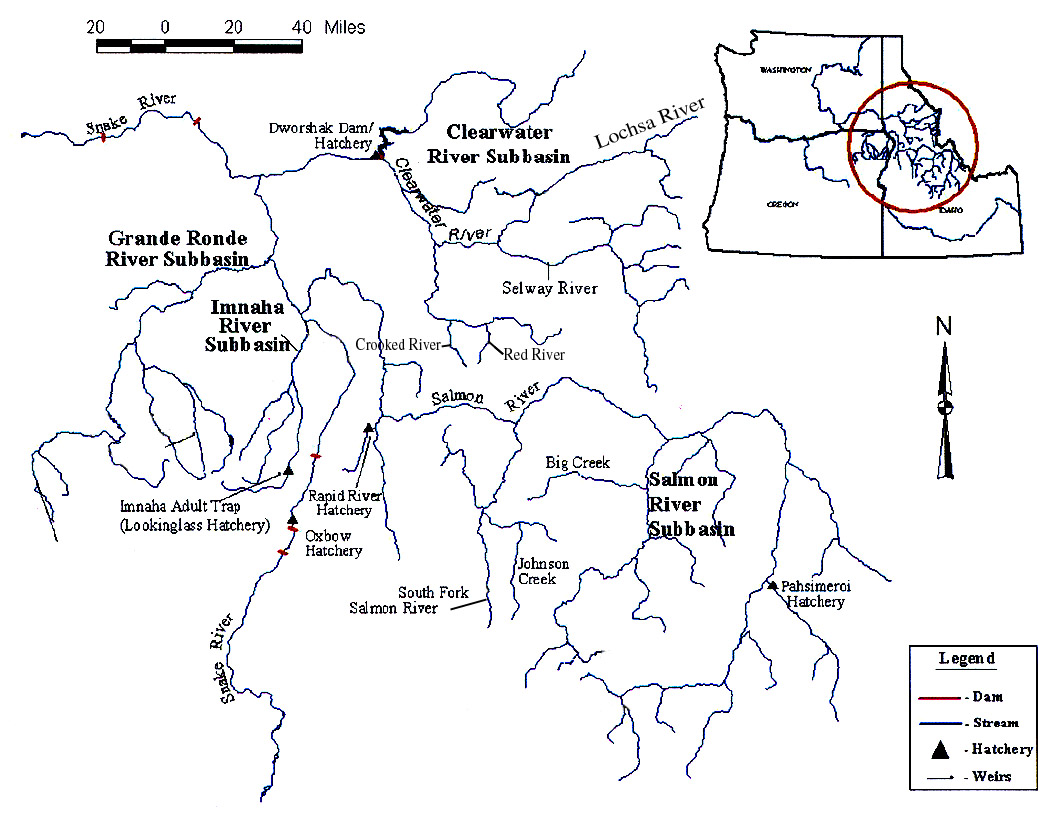 20 0 20 40 Miles
Snake River
Dworshak Dam/
Hatchery
Clearwater
River Subbasin
Lochsa River
WASHINGTON
OREGON
IDAHO
Clearwater
River
Grande Ronde
River Subbasin
Selway River
Imnaha
River
Subbasin
Crooked River
Red River
N
Salmon River
Big Creek
Salmon
River
Subbasin
Imnaha Adult Trap
(Lookinglass Hatchery)
Rapid River
Hatchery
Oxbow
Hatchery
Johnson
Creek
South Fork
Salmon River
Pahsimeroi
Hatchery
Snake River
Legend
- Dam
- Stream
- Hatchery
- Weirs